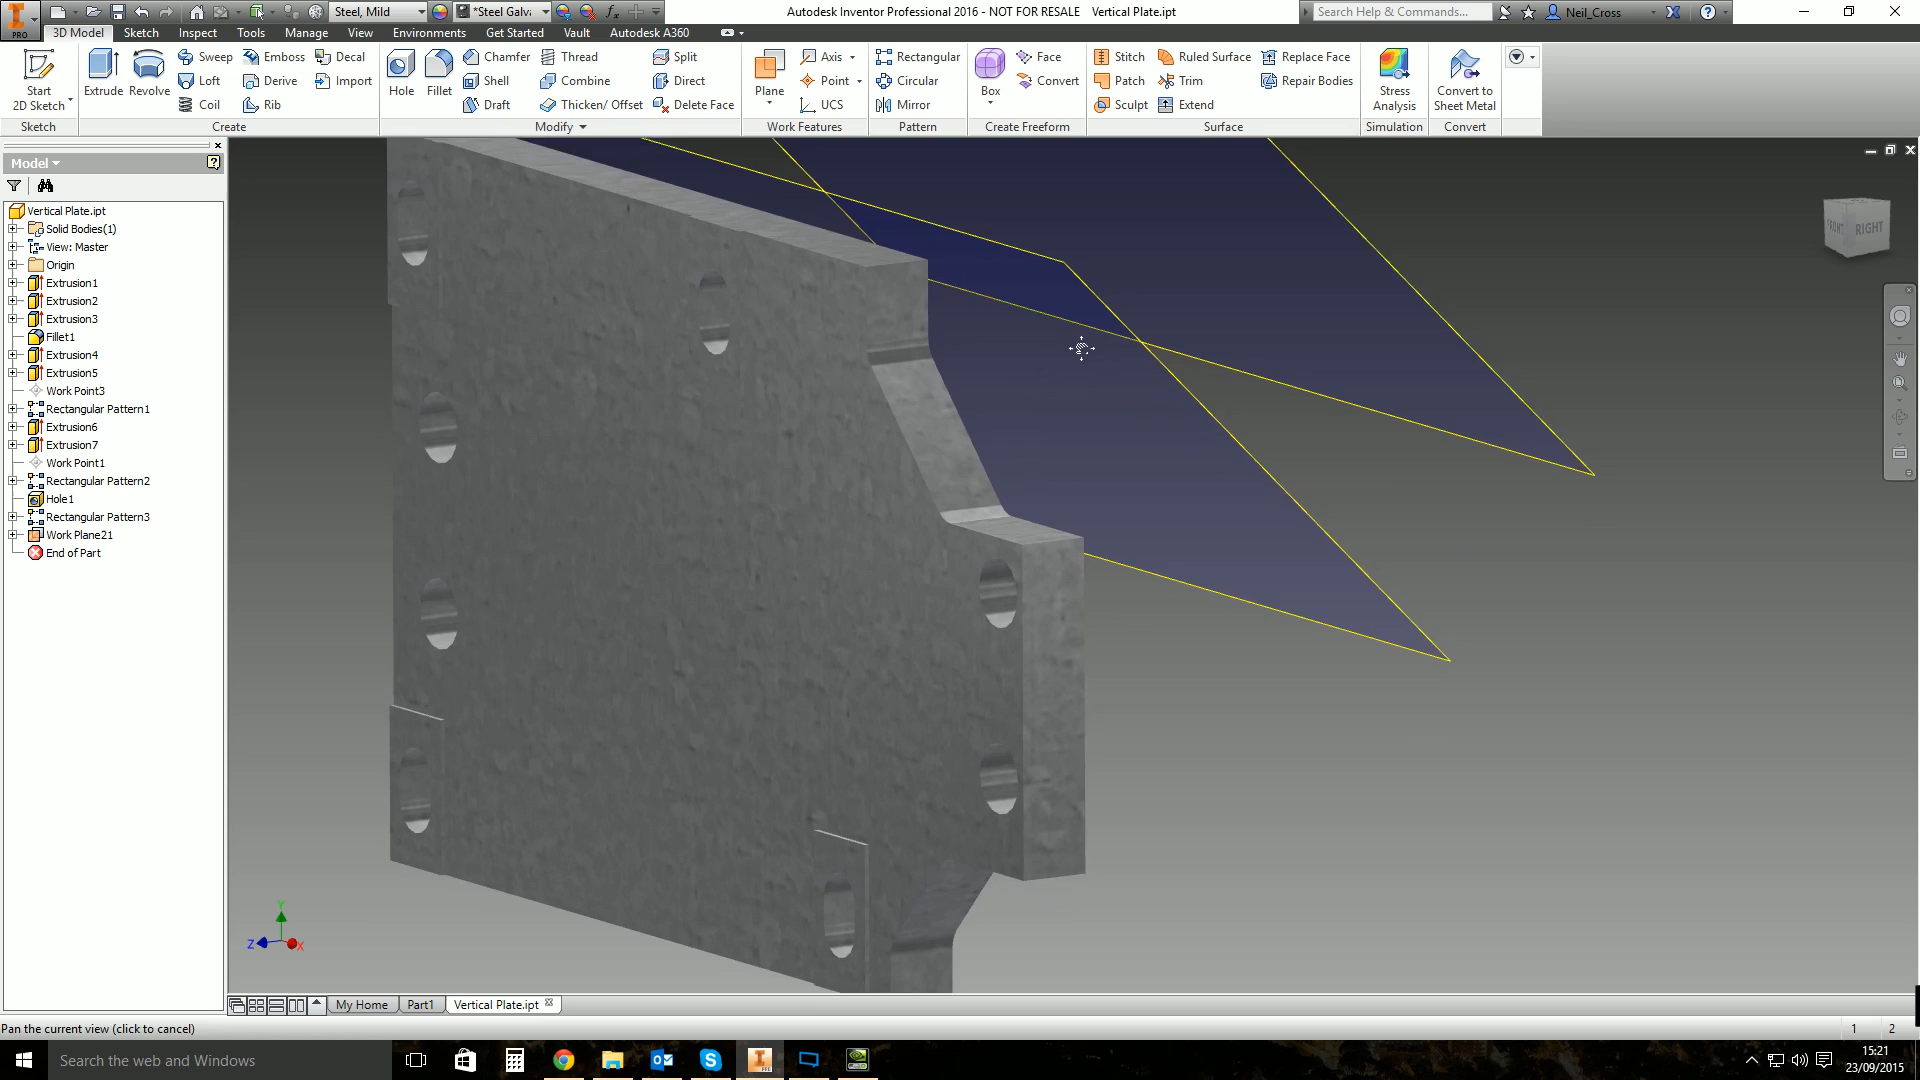 Steel, Mild
*Steel Galv
Autodesk Inventor Professional 2016 - NOT FOR RESALE Vertical Plate.ipt
Search Help & Commands...
Neil_Cross
PRO
3D Model Sketch Inspect Tools Manage View Environments Get Started Vault Autodesk A360
Start
2D Sketch
Extrude
Revolve
Sweep
Emboss
Decal
Loft
Derive
Import
Coil
Rib
Hole
Fillet
Chamfer
Thread
Split
Shell
Combine
Direct
Draft
Thicken/ Offset
Delete Face
Plane
Axis
Point
UCS
Rectangular
Circular
Mirror
Box
Face
Convert
Stitch
Ruled Surface
Replace Face
Patch
Trim
Repair Bodies
Sculpt
Extend
Stress
Analysis
Convert to
Sheet Metal
Sketch
Create
Modify
Work Features
Pattern
Create Freeform
Surface
Simulation
Convert
Model
Vertical Plate.ipt
Solid Bodies(1)
View: Master
Origin
Extrusion1
Extrusion2
Extrusion3
Fillet1
Extrusion4
Extrusion5
Work Point3
Rectangular Pattern1
Extrusion6
Extrusion7
Work Point1
Rectangular Pattern2
Hole1
Rectangular Pattern3
Work Plane21
End of Part
FRONT
RIGHT
Y
Z
X
My Home
Part1
Vertical Plate.ipt
Pan the current view (click to cancel)
1
2
Search the web and Windows
15:21
23/09/2015